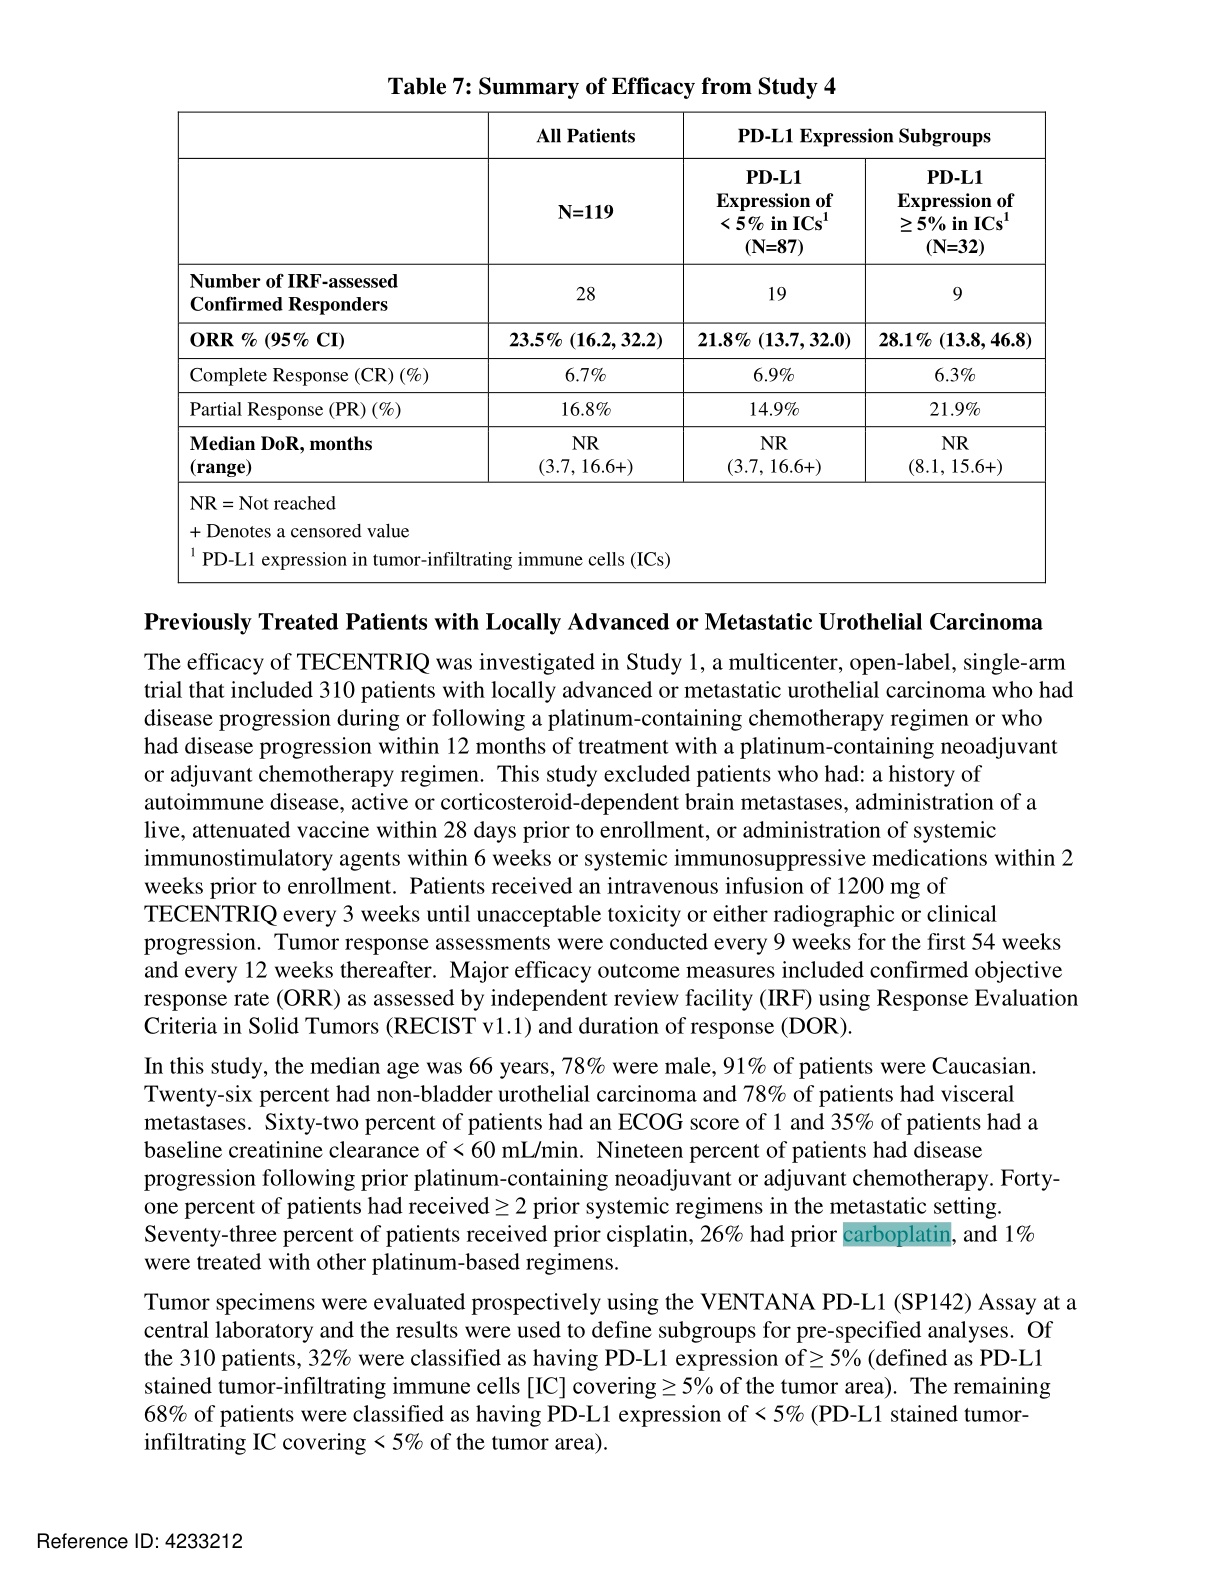 Table 7: Summary of Efficacy from Study 4
All Patients PD-L1 Expression Subgroups
N=119 PD-L1 Expression of < 5% in ICs1 (N=87) PD-L1 Expression of ≥ 5% in ICs1 (N=32)
Number of IRF-assessed Confirmed Responders 28 19 9
ORR % (95% CI) 23.5% (16.2, 32.2) 21.8% (13.7, 32.0) 28.1% (13.8, 46.8)
Complete Response (CR) (%) 6.7% 6.9% 6.3%
Partial Response (PR) (%) 16.8% 14.9% 21.9%
Median DoR, months (range) NR (3.7, 16.6+) NR (3.7, 16.6+) NR (8.1, 15.6+)
NR = Not reached
+ Denotes a censored value
1 PD-L1 expression in tumor-infiltrating immune cells (ICs)
Previously Treated Patients with Locally Advanced or Metastatic Urothelial Carcinoma
The efficacy of TECENTRIQ was investigated in Study 1, a multicenter, open-label, single-arm
trial that included 310 patients with locally advanced or metastatic urothelial carcinoma who had
disease progression during or following a platinum-containing chemotherapy regimen or who
had disease progression within 12 months of treatment with a platinum-containing neoadjuvant
or adjuvant chemotherapy regimen. This study excluded patients who had: a history of
autoimmune disease, active or corticosteroid-dependent brain metastases, administration of a
live, attenuated vaccine within 28 days prior to enrollment, or administration of systemic
immunostimulatory agents within 6 weeks or systemic immunosuppressive medications within 2
weeks prior to enrollment. Patients received an intravenous infusion of 1200 mg of
TECENTRIQ every 3 weeks until unacceptable toxicity or either radiographic or clinical
progression. Tumor response assessments were conducted every 9 weeks for the first 54 weeks
and every 12 weeks thereafter. Major efficacy outcome measures included confirmed objective
response rate (ORR) as assessed by independent review facility (IRF) using Response Evaluation
Criteria in Solid Tumors (RECIST v1.1) and duration of response (DOR).
In this study, the median age was 66 years, 78% were male, 91% of patients were Caucasian.
Twenty-six percent had non-bladder urothelial carcinoma and 78% of patients had visceral
metastases. Sixty-two percent of patients had an ECOG score of 1 and 35% of patients had a
baseline creatinine clearance of < 60 mL/min. Nineteen percent of patients had disease
progression following prior platinum-containing neoadjuvant or adjuvant chemotherapy. Forty-
one percent of patients had received ≥ 2 prior systemic regimens in the metastatic setting.
Seventy-three percent of patients received prior cisplatin, 26% had prior carboplatin, and 1%
were treated with other platinum-based regimens.
Tumor specimens were evaluated prospectively using the VENTANA PD-L1 (SP142) Assay at a
central laboratory and the results were used to define subgroups for pre-specified analyses. Of
the 310 patients, 32% were classified as having PD-L1 expression of ≥ 5% (defined as PD-L1
stained tumor-infiltrating immune cells [IC] covering ≥ 5% of the tumor area). The remaining
68% of patients were classified as having PD-L1 expression of < 5% (PD-L1 stained tumor-
infiltrating IC covering < 5% of the tumor area).
Reference ID: 4233212